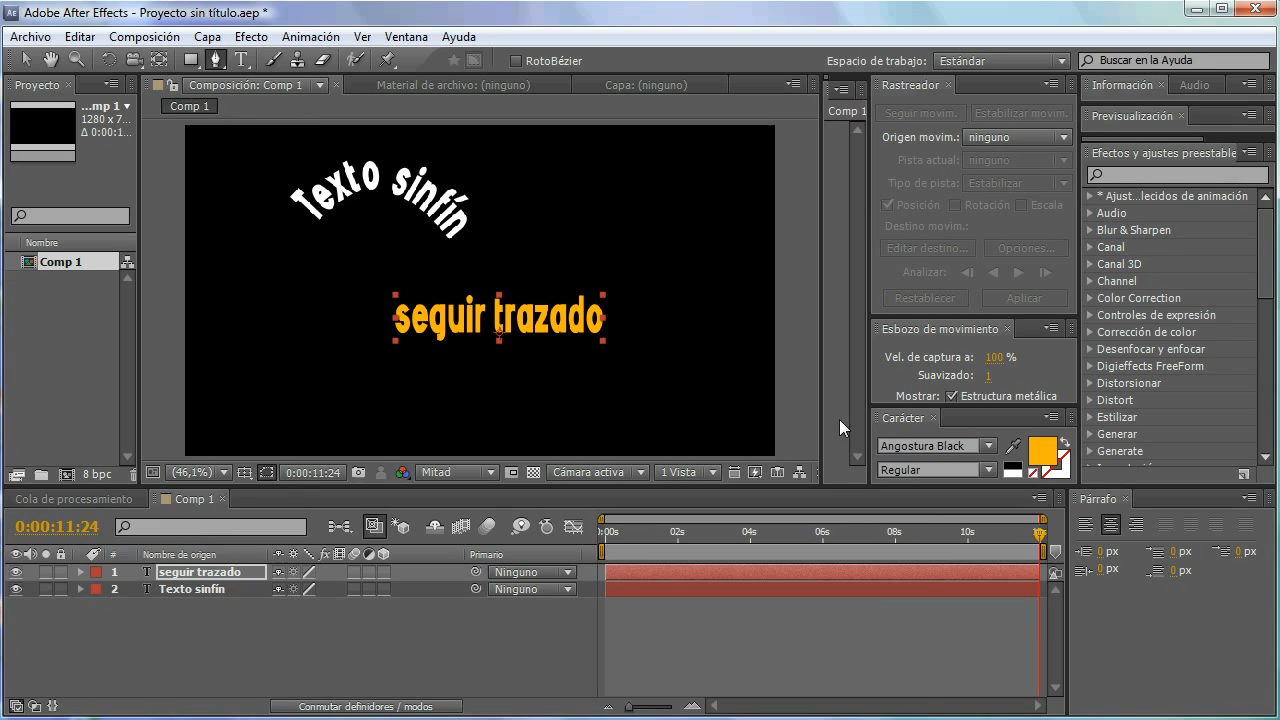 Adobe After Effects - Proyecto sin título.aep *
Archivo Editar Composición Capa Efecto Animación Ver Ventana Ayuda
RotoBézier
Espacio de trabajo: Estándar
Buscar en la Ayuda
Proyecto
...mp 1
1280 x 7...
Δ 0:00:1...
Nombre
Comp 1
8 bpc
Composición: Comp 1
Material de archivo: (ninguno)
Capa: (ninguno)
Comp 1
Texto sinfín
seguir trazado
(46,1%)
0:00:11:24
Mitad
Cámara activa
1 Vista
Comp 1
Rastreador
Seguir movim.
Estabilizar movim.
Origen movim.: ninguno
Pista actual: ninguno
Tipo de pista: Estabilizar
Posición Rotación Escala
Destino movim.:
Editar destino...
Opciones...
Analizar:
Restablecer
Aplicar
Esbozo de movimiento
Vel. de captura a: 100 %
Suavizado: 1
Mostrar: Estructura metálica
Carácter
Angostura Black
Regular
Información
Audio
Previsualización
Efectos y ajustes preestable
* Ajust...lecidos de animación
Audio
Blur & Sharpen
Canal
Canal 3D
Channel
Color Correction
Controles de expresión
Corrección de color
Desenfocar y enfocar
Digieffects FreeForm
Distorsionar
Distort
Estilizar
Generar
Generate
Cola de procesamiento
Comp 1
0:00:11:24
:00s 02s 04s 06s 08s 10s
# Nombre de origen
fx
Primario
1 T seguir trazado Ninguno
2 T Texto sinfín Ninguno
Conmutar definidores / modos
Párrafo
0 px 0 px 0 px
0 px 0 px